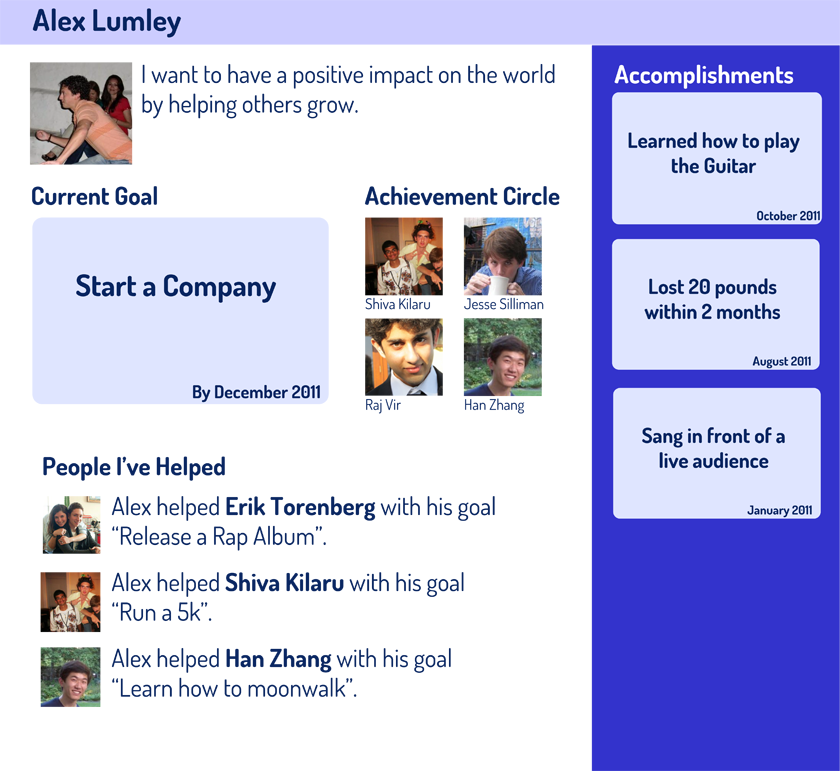 Alex Lumley
I want to have a positive impact on the world
by helping others grow.
Current Goal
Start a Company
By December 2011
Achievement Circle
Shiva Kilaru
Jesse Silliman
Raj Vir
Han Zhang
People I've Helped
Alex helped Erik Torenberg with his goal
“Release a Rap Album”.
Alex helped Shiva Kilaru with his goal
“Run a 5k”.
Alex helped Han Zhang with his goal
“Learn how to moonwalk”.
Accomplishments
Learned how to play
the Guitar
October 2011
Lost 20 pounds
within 2 months
August 2011
Sang in front of a
live audience
January 2011